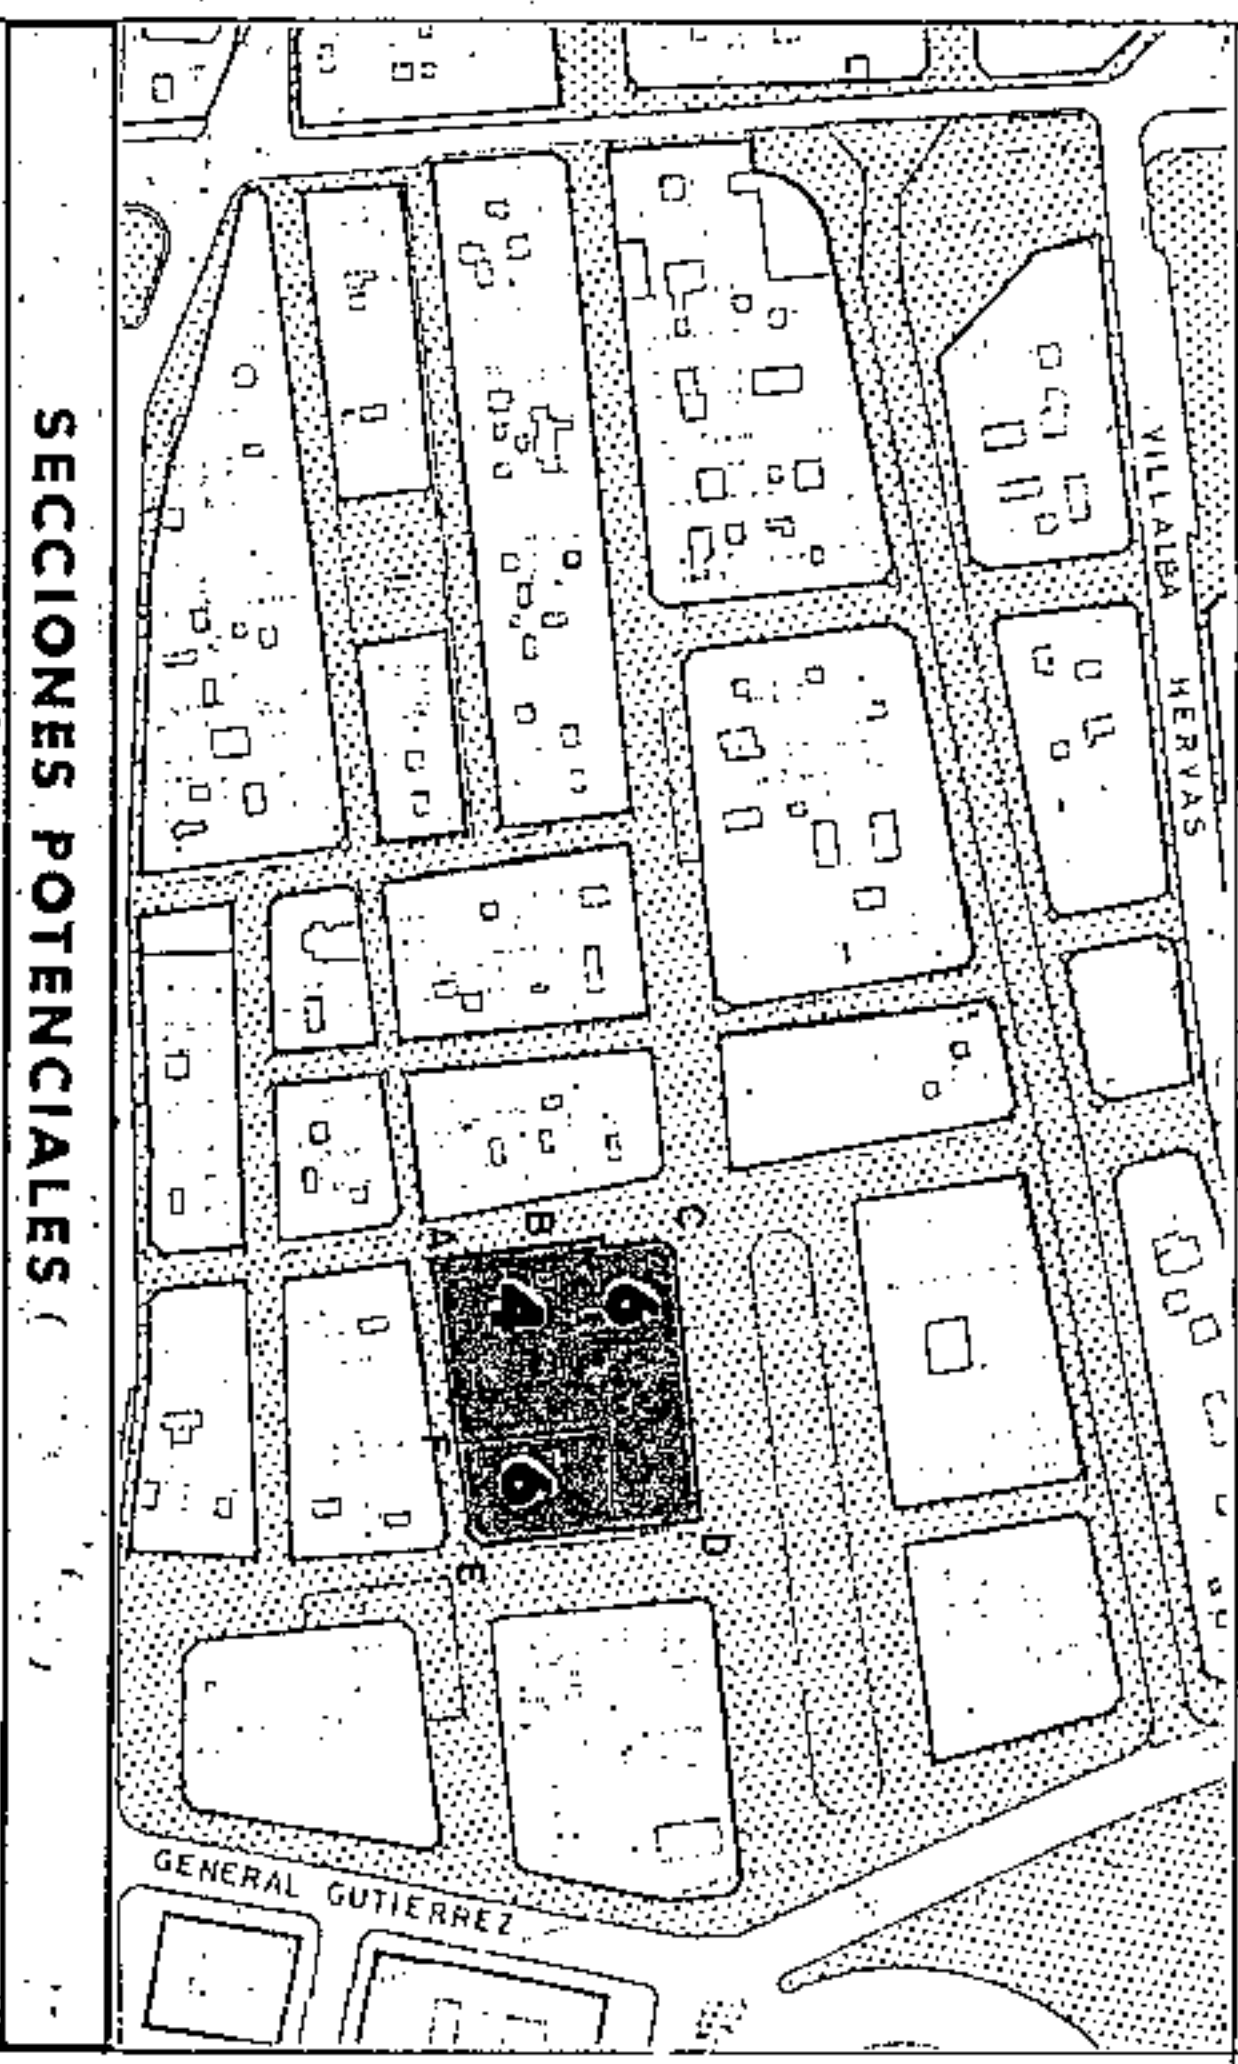 SECCIONES POTENCIALES (
VILLALBA HERVAS
C
B
A
6
4
F
6
D
E
GENERAL GUTIERREZ